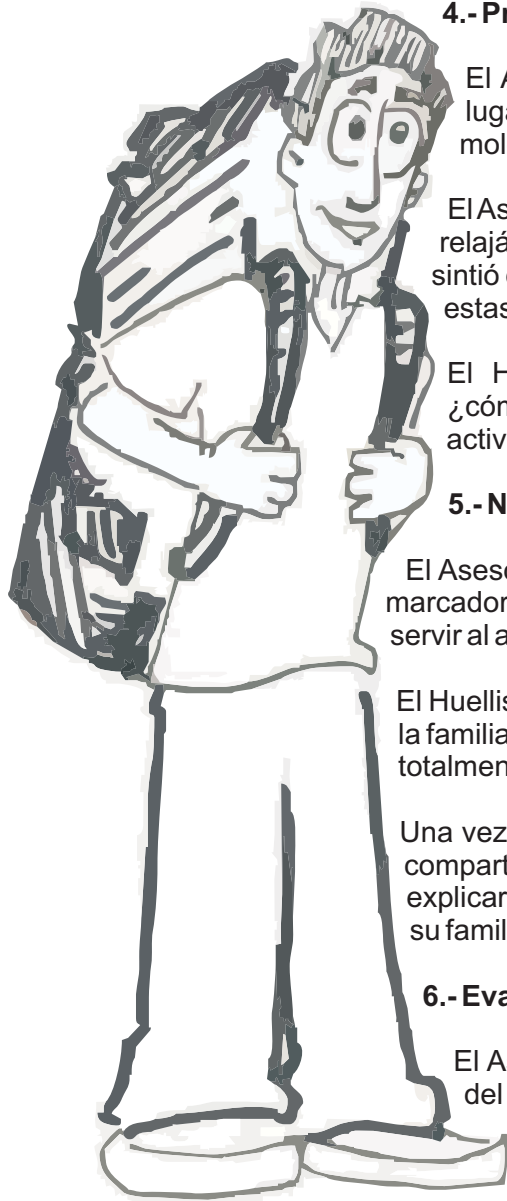 4.- Pr
El A
luga
mol
El As
relajá
sintió
estas
El H
¿cón
activ
5.- N
El Aseso
marcador
servir al a
El Huellis
la familia
totalmen
Una vez
compart
explicar
su famil
6.- Eva
El A
del